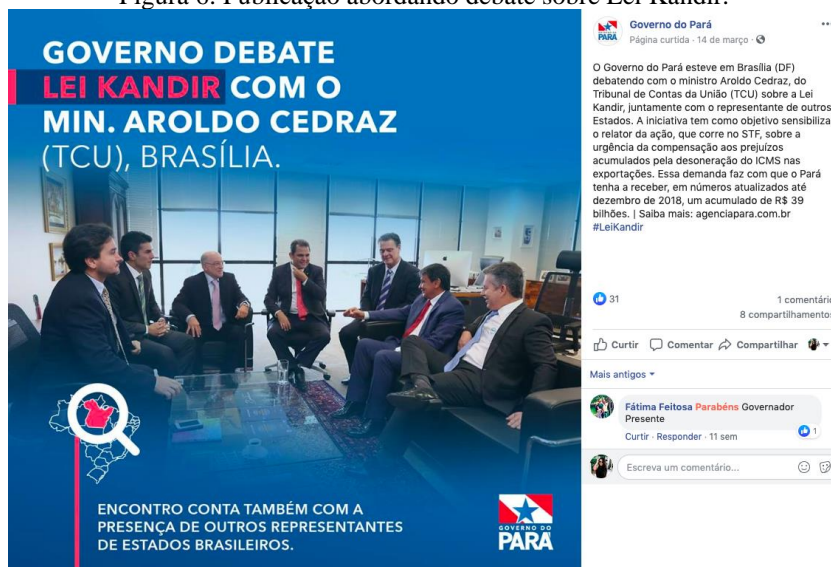 Figura 6: Publicação abordando debate sobre Lei Kandir.
GOVERNO DEBATE
LEI KANDIR COM O
MIN. AROLDO CEDRAZ
(TCU), BRASÍLIA.
ENCONTRO CONTA TAMBÉM COM A
PRESENÇA DE OUTROS REPRESENTANTES
DE ESTADOS BRASILEIROS.
GOVERNO DO
PARÁ
PARÁ
Governo do Pará
Página curtida · 14 de março ·
O Governo do Pará esteve em Brasília (DF)
debatendo com o ministro Aroldo Cedraz, do
Tribunal de Contas da União (TCU) sobre a Lei
Kandir, juntamente com o representante de outros
Estados. A iniciativa tem como objetivo sensibiliza
o relator da ação, que corre no STF, sobre a
urgência da compensação aos prejuízos
acumulados pela desoneração do ICMS nas
exportações. Essa demanda faz com que o Pará
tenha a receber, em números atualizados até
dezembro de 2018, um acumulado de R$ 39
bilhões. | Saiba mais: agenciapara.com.br
#LeiKandir
31
1 comentário
8 compartilhamentos
Curtir Comentar Compartilhar
Mais antigos
Fátima Feitosa Parabéns Governador
Presente
1
Curtir · Responder · 11 sem
Escreva um comentário...